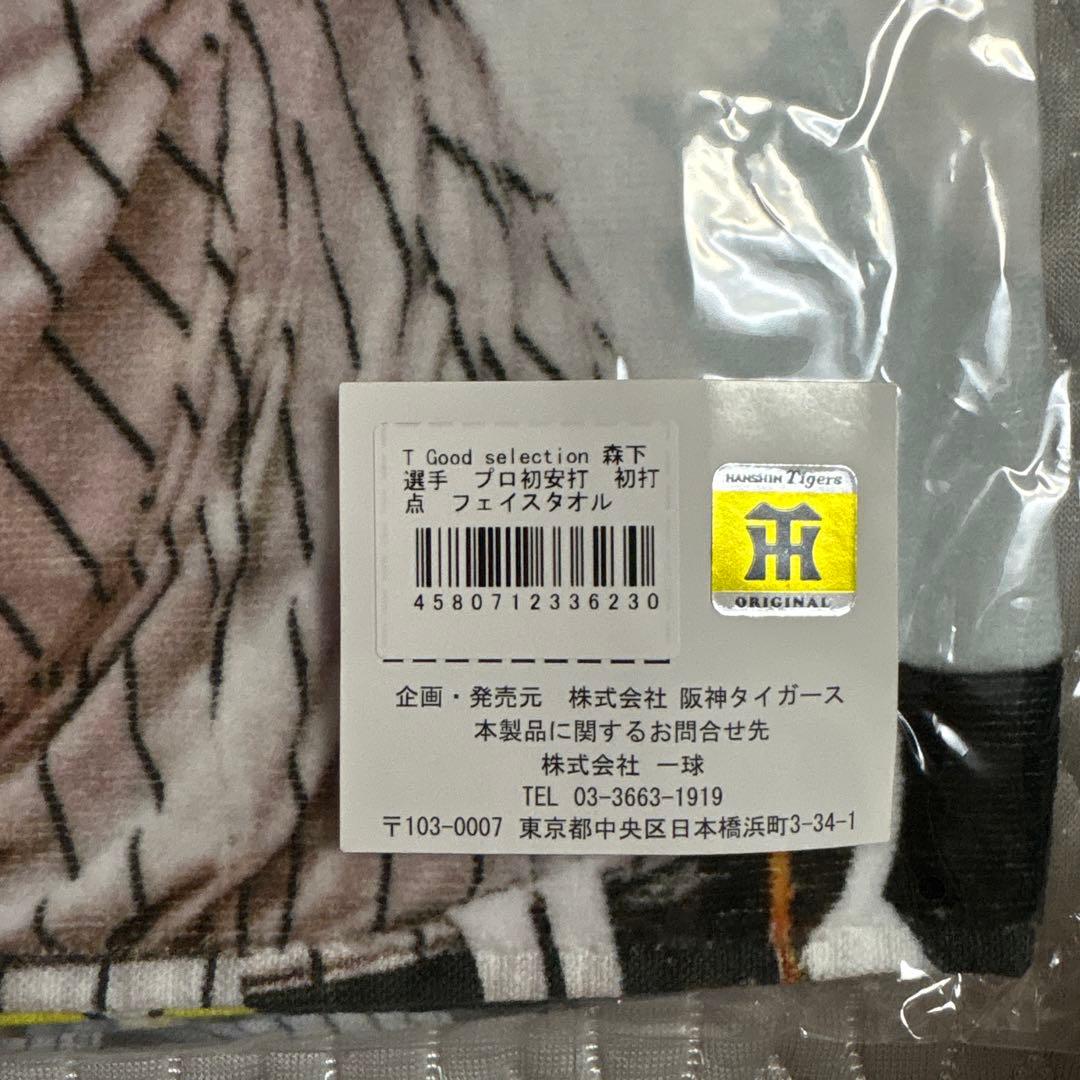 T Good selection 森下
選手 プロ初安打 初打
点 フェイスタオル
4580712336230
HANSHIN Tigers
ORIGINAL
企画・発売元 株式会社 阪神タイガース
本製品に関するお問合せ先
株式会社 一球
TEL 03-3663-1919
〒103-0007 東京都中央区日本橋浜町3-34-1